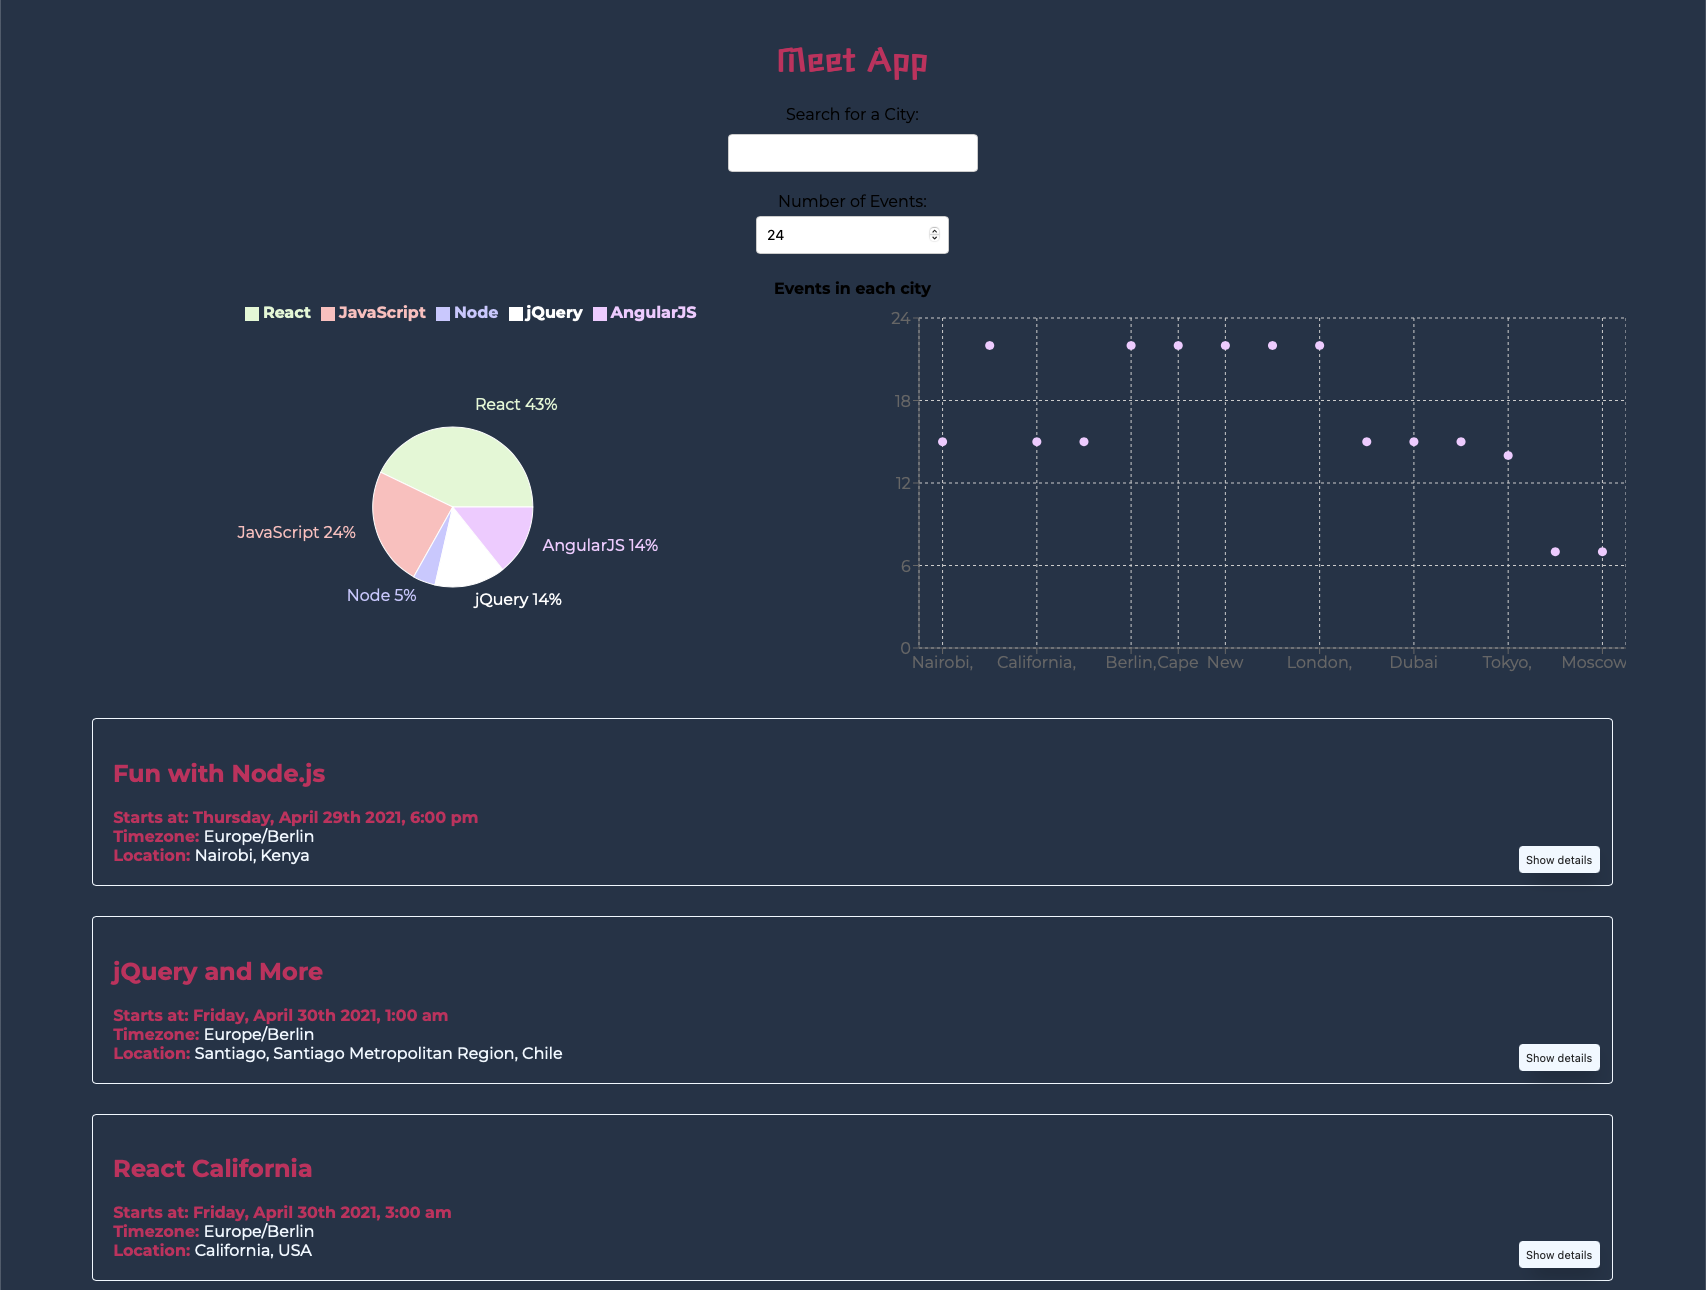 Meet App
Search for a City:
Number of Events:
24
Events in each city
React JavaScript Node jQuery AngularJS
React 43%
JavaScript 24%
AngularJS 14%
Node 5%
jQuery 14%
24
18
12
6
0
Nairobi, California, Berlin, Cape New London, Dubai Tokyo, Moscow
Fun with Node.js
Starts at: Thursday, April 29th 2021, 6:00 pm
Timezone: Europe/Berlin
Location: Nairobi, Kenya
Show details
jQuery and More
Starts at: Friday, April 30th 2021, 1:00 am
Timezone: Europe/Berlin
Location: Santiago, Santiago Metropolitan Region, Chile
Show details
React California
Starts at: Friday, April 30th 2021, 3:00 am
Timezone: Europe/Berlin
Location: California, USA
Show details